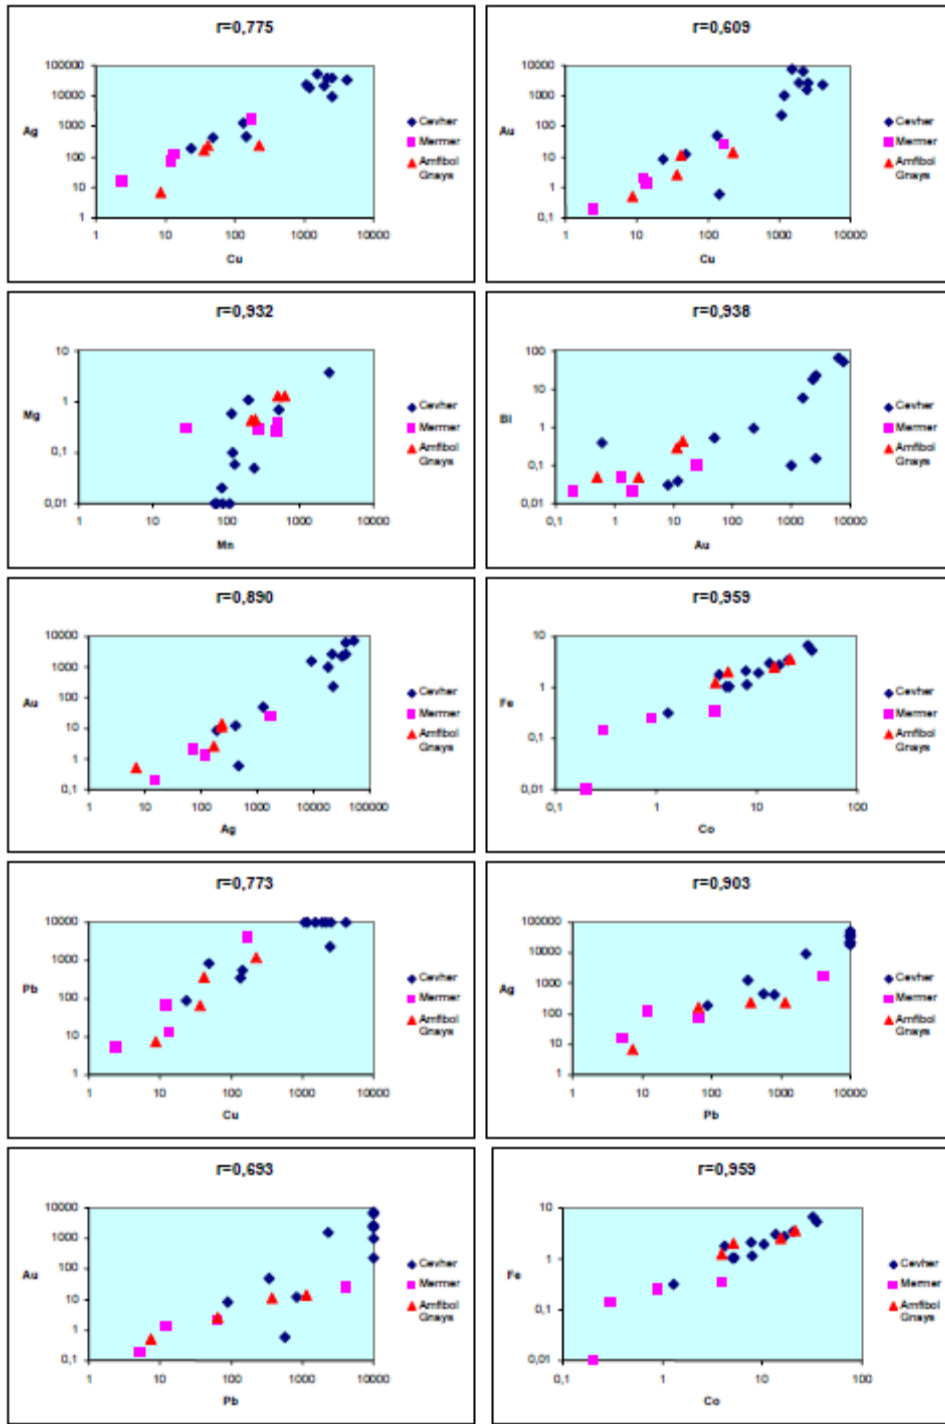 r=0,775
100000
10000
1000
100
10
1
Ag
Cevher
Mermer
Amfibol
Gnays
1 10 100 1000 10000
Cu
r=0,609
10000
1000
100
10
1
0,1
Au
Cevher
Mermer
Amfibol
Gnays
1 10 100 1000 10000
Cu
r=0,932
10
1
0,1
0,01
Mg
Cevher
Mermer
Amfibol
Gnays
1 10 100 1000 10000
Mn
r=0,938
100
10
1
0,1
0,01
Bi
Cevher
Mermer
Amfibol
Gnays
0,1 1 10 100 1000 10000
Au
r=0,890
10000
1000
100
10
1
0,1
Au
Cevher
Mermer
Amfibol
Gnays
1 10 100 1000 10000 100000
Ag
r=0,959
10
1
0,1
0,01
Fe
Cevher
Mermer
Amfibol
Gnays
0,1 1 10 100
Co
r=0,773
10000
1000
100
10
1
Pb
Cevher
Mermer
Amfibol
Gnays
1 10 100 1000 10000
Cu
r=0,903
100000
10000
1000
100
10
1
Ag
Cevher
Mermer
Amfibol
Gnays
1 10 100 1000 10000
Pb
r=0,693
10000
1000
100
10
1
0,1
Au
Cevher
Mermer
Amfibol
Gnays
1 10 100 1000 10000
Pb
r=0,959
10
1
0,1
0,01
Fe
Cevher
Mermer
Amfibol
Gnays
0,1 1 10 100
Co